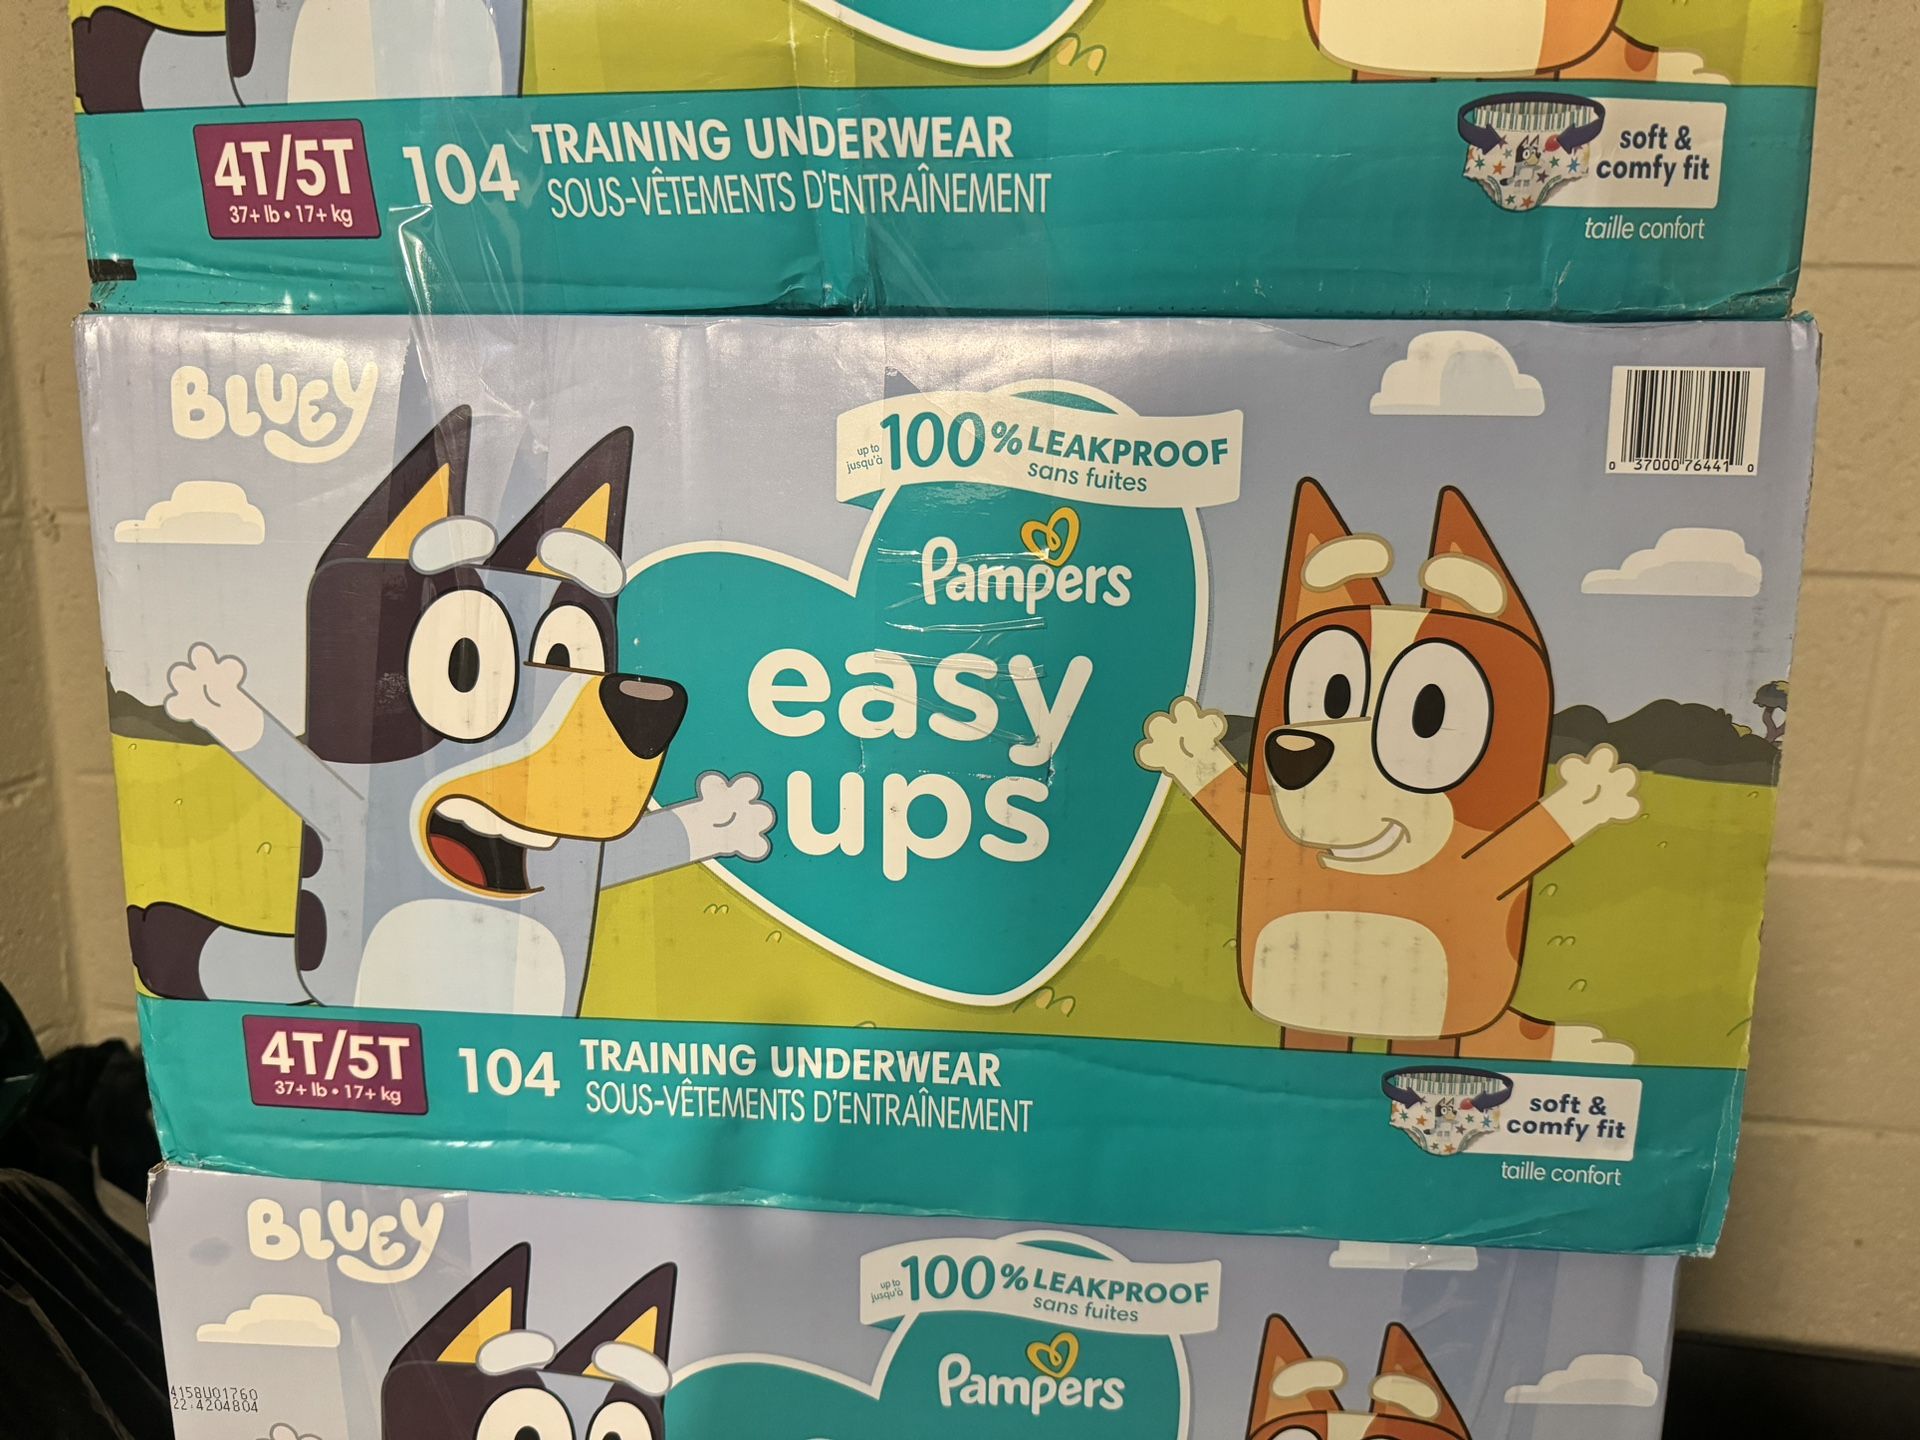 4T/5T
37+ lb • 17+ kg
104
TRAINING UNDERWEAR
SOUS-VÊTEMENTS D'ENTRAÎNEMENT
soft &
comfy fit
taille confort
BLUEY
up to
jusqu'à
100% LEAKPROOF
sans fuites
0 37000 76441 0
Pampers
easy
ups
4T/5T
37+ lb • 17+ kg
104
TRAINING UNDERWEAR
SOUS-VÊTEMENTS D'ENTRAÎNEMENT
soft &
comfy fit
taille confort
BLUEY
up to
jusqu'à
100% LEAKPROOF
sans fuites
Pampers
4158U01760
22:4204804